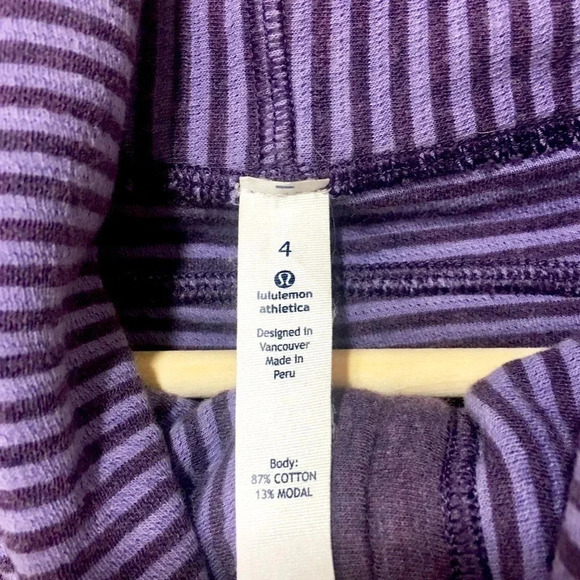 4
lululemon
athletica
Designed in
Vancouver
Made in
Peru
Body:
87% COTTON
13% MODAL